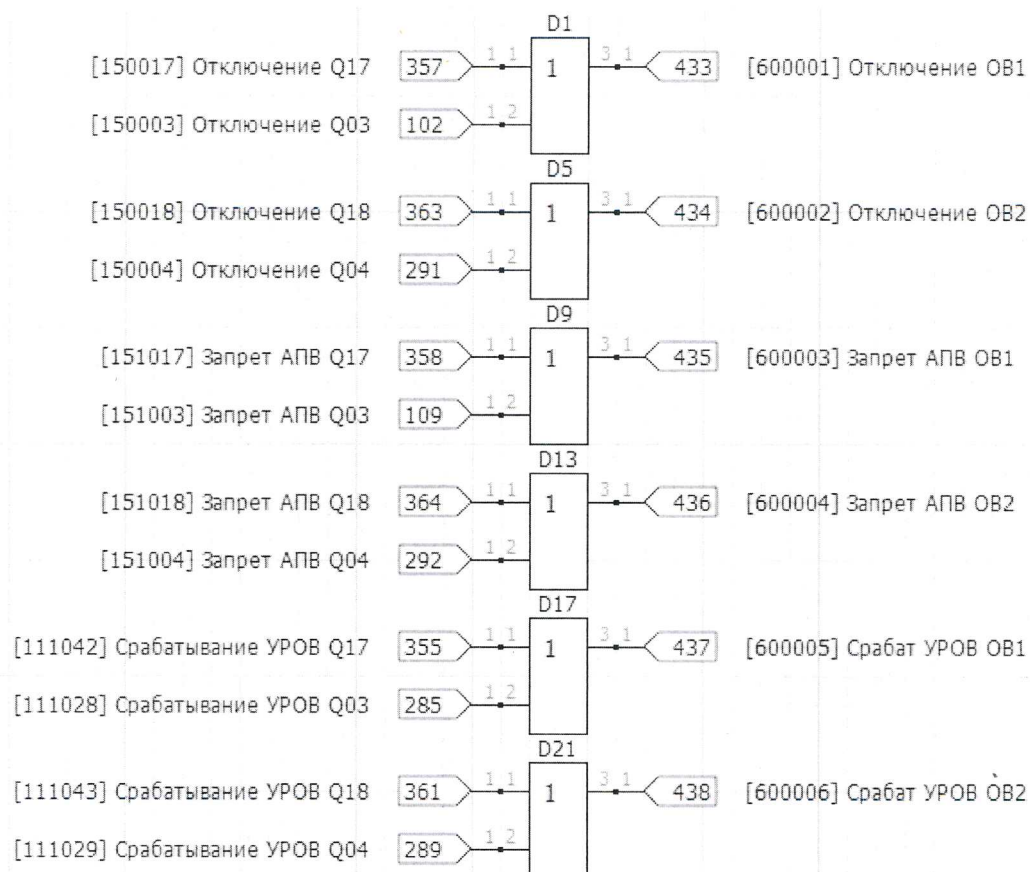 D1
[150017] Отключение Q17 357 1 1 1 3 1 433 [600001] Отключение ОВ1
[150003] Отключение Q03 102 1 2
D5
[150018] Отключение Q18 363 1 1 1 3 1 434 [600002] Отключение ОВ2
[150004] Отключение Q04 291 1 2
D9
[151017] Запрет АПВ Q17 358 1 1 1 3 1 435 [600003] Запрет АПВ ОВ1
[151003] Запрет АПВ Q03 109 1 2
D13
[151018] Запрет АПВ Q18 364 1 1 1 3 1 436 [600004] Запрет АПВ ОВ2
[151004] Запрет АПВ Q04 292 1 2
D17
[111042] Срабатывание УРОВ Q17 355 1 1 1 3 1 437 [600005] Срабат УРОВ ОВ1
[111028] Срабатывание УРОВ Q03 285 1 2
D21
[111043] Срабатывание УРОВ Q18 361 1 1 1 3 1 438 [600006] Срабат УРОВ ОВ2
[111029] Срабатывание УРОВ Q04 289 1 2